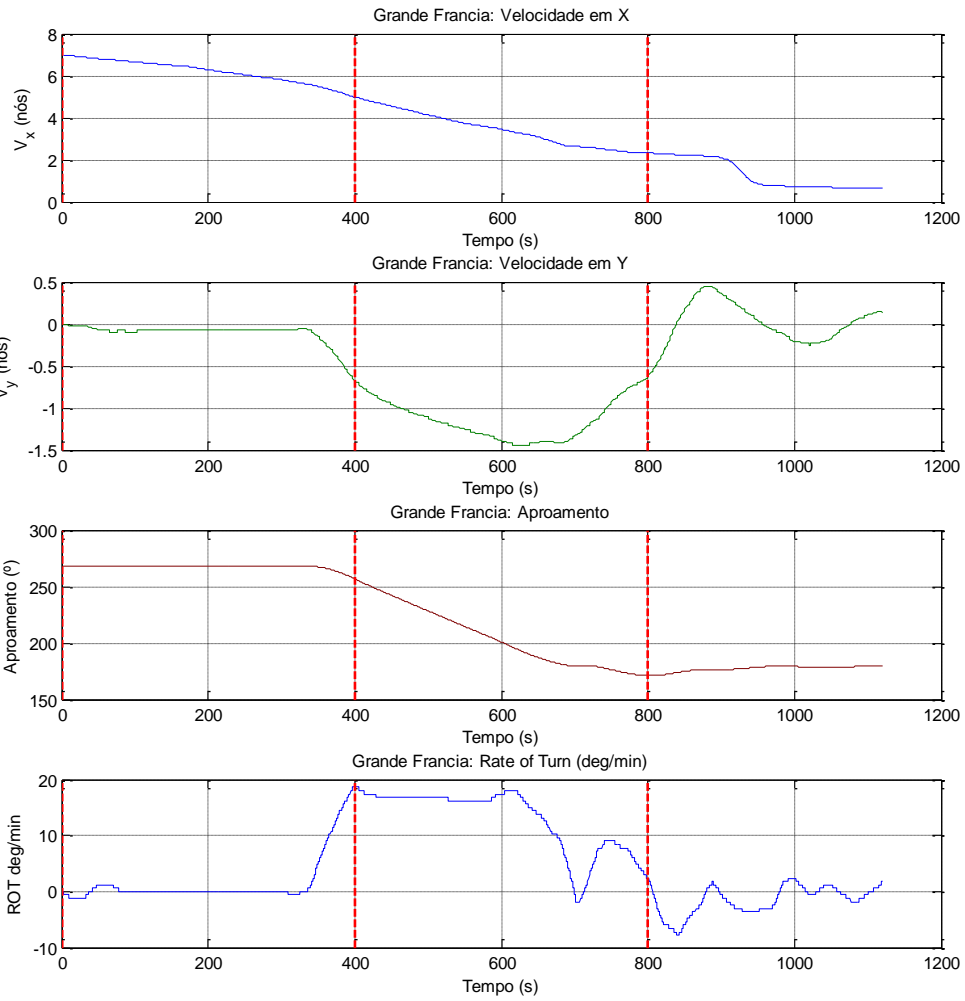 Grande Francia: Velocidade em X
8
6
4
2
0
V_x (nós)
0 200 400 600 800 1000 1200
Tempo (s)
Grande Francia: Velocidade em Y
0.5
0
-0.5
-1
-1.5
V_y (nós)
0 200 400 600 800 1000 1200
Tempo (s)
Grande Francia: Aproamento
300
250
200
150
Aproamento (º)
0 200 400 600 800 1000 1200
Tempo (s)
Grande Francia: Rate of Turn (deg/min)
20
10
0
-10
ROT deg/min
0 200 400 600 800 1000 1200
Tempo (s)